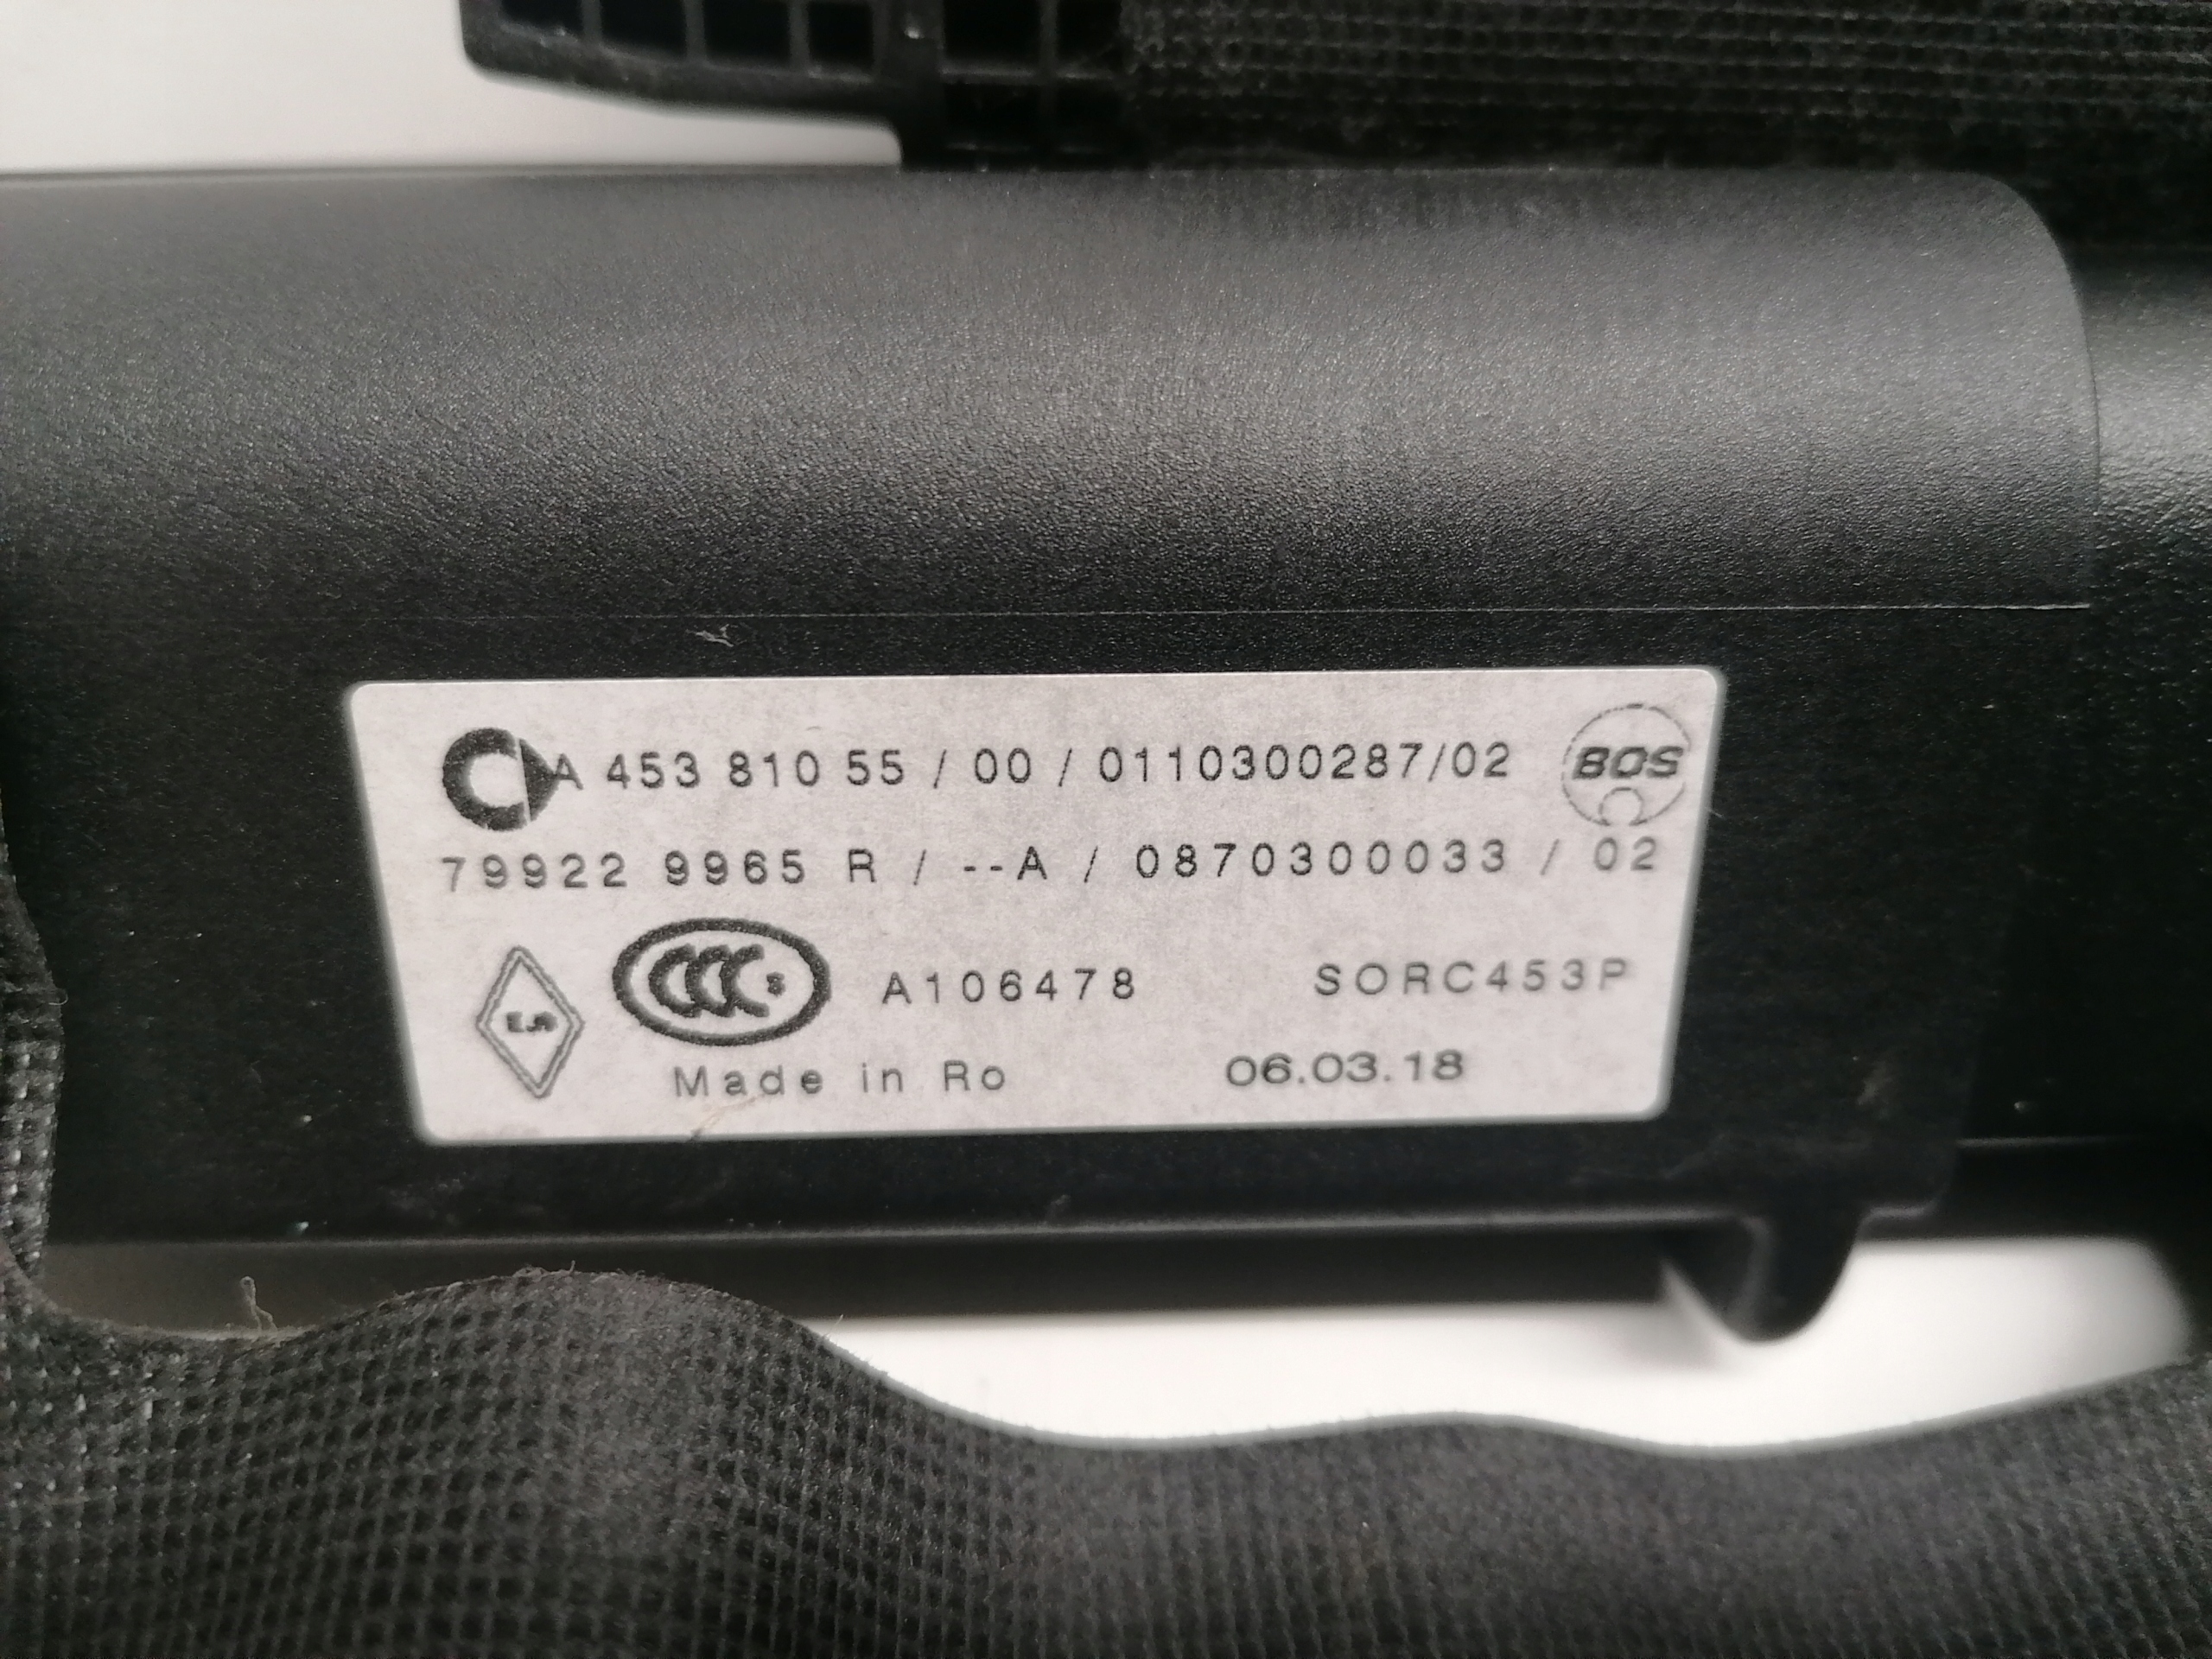 A 453 810 55 / 00 / 0110300287/02
BOS
79922 9965 R / --A / 0870300033 / 02
CCC S
A106478
SORC453P
Made in Ro
06.03.18